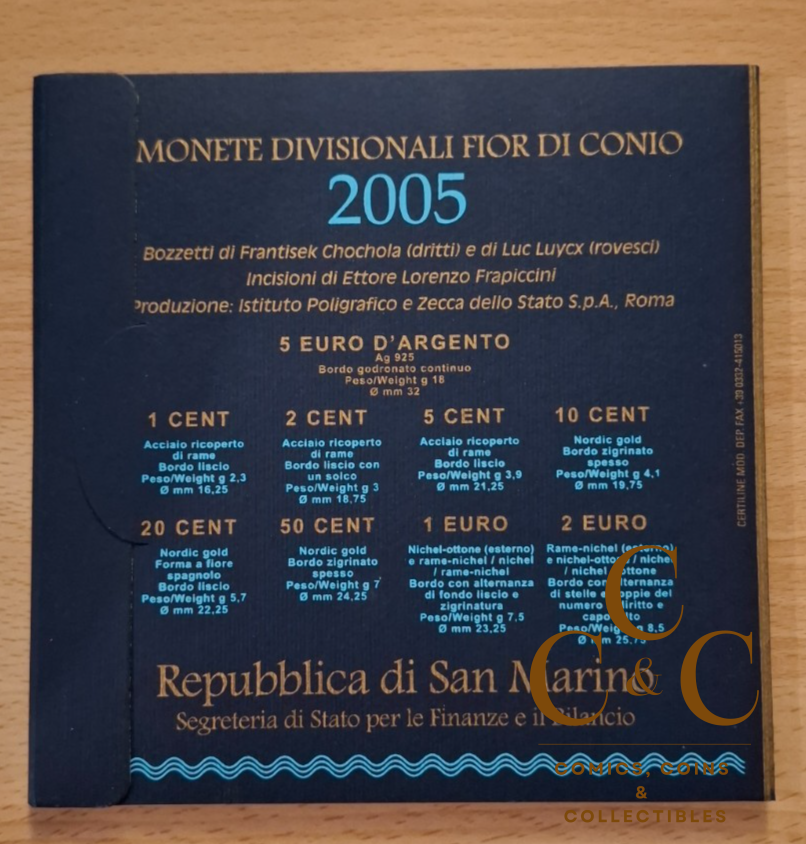 MONETE DIVISIONALI FIOR DI CONIO
2005
Bozzetti di Frantisek Chochola (dritti) e di Luc Luycx (rovesci)
Incisioni di Ettore Lorenzo Frapiccini
Produzione: Istituto Poligrafico e Zecca dello Stato S.p.A., Roma
5 EURO D'ARGENTO
Ag 925
Bordo godronato continuo
Peso/Weight g 18
Ø mm 32
1 CENT
Acciaio ricoperto
di rame
Bordo liscio
Peso/Weight g 2,3
Ø mm 16,25
2 CENT
Acciaio ricoperto
di rame
Bordo liscio con
un solco
Peso/Weight g 3
Ø mm 18,75
5 CENT
Acciaio ricoperto
di rame
Bordo liscio
Peso/Weight g 3,9
Ø mm 21,25
10 CENT
Nordic gold
Bordo zigrinato
spesso
Peso/Weight g 4,1
Ø mm 19,75
20 CENT
Nordic gold
Forma a fiore
spagnolo
Bordo liscio
Peso/Weight g 5,7
Ø mm 22,25
50 CENT
Nordic gold
Bordo zigrinato
spesso
Peso/Weight g 7
Ø mm 24,25
1 EURO
Nichel-ottone (esterno)
e rame-nichel / nichel
/ rame-nichel
Bordo con alternanza
di fondo liscio e
zigrinatura
Peso/Weight g 7,5
Ø mm 23,25
2 EURO
Rame-nichel (esterno)
e nichel-ottone / nichel
/ nichel ottone
Bordo con alternanza
di stelle e doppie del
numero 2 diritto e
capovolto
Peso/Weight g 8,5
Ø mm 25,75
Repubblica di San Marino
Segreteria di Stato per le Finanze e il Bilancio
CERTILINE MOD. DEP. FAX +39 0332-415013
C
C & C
COMICS, COINS
&
COLLECTIBLES